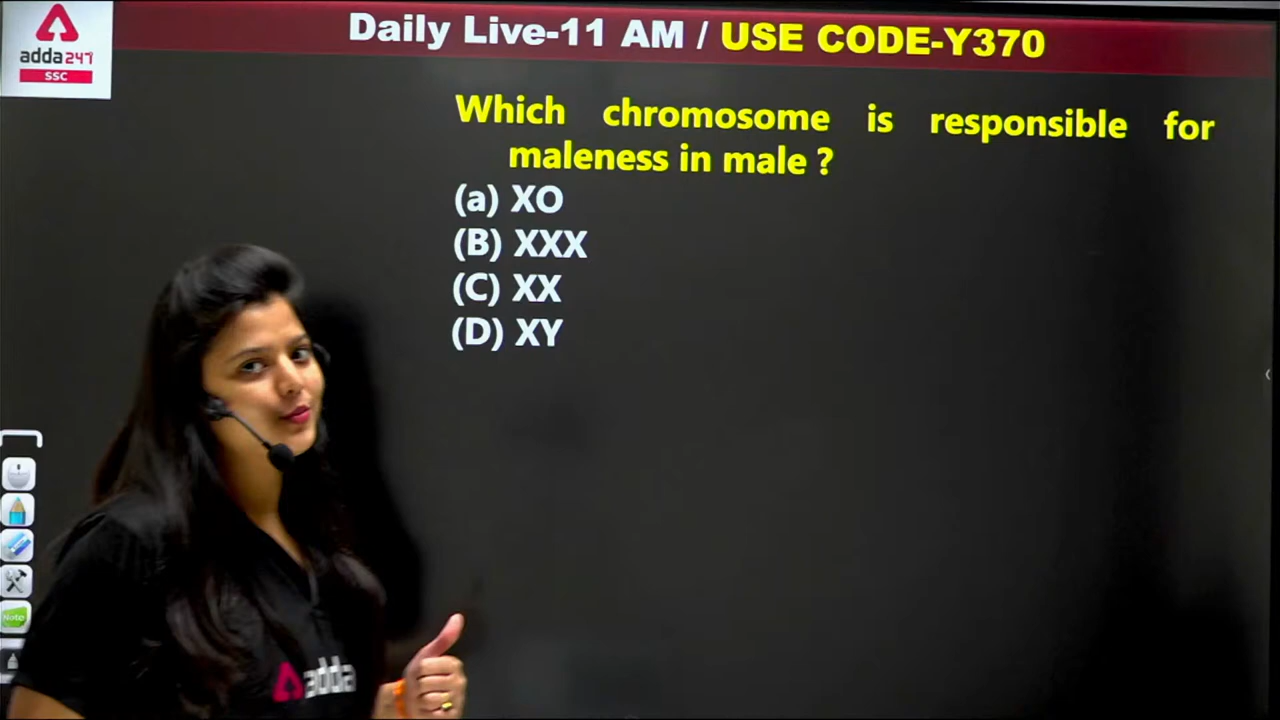 adda247
SSC
Daily Live-11 AM / USE CODE-Y370
Which chromosome is responsible for
maleness in male ?
(a) XO
(B) XXX
(C) XX
(D) XY
Note
adda